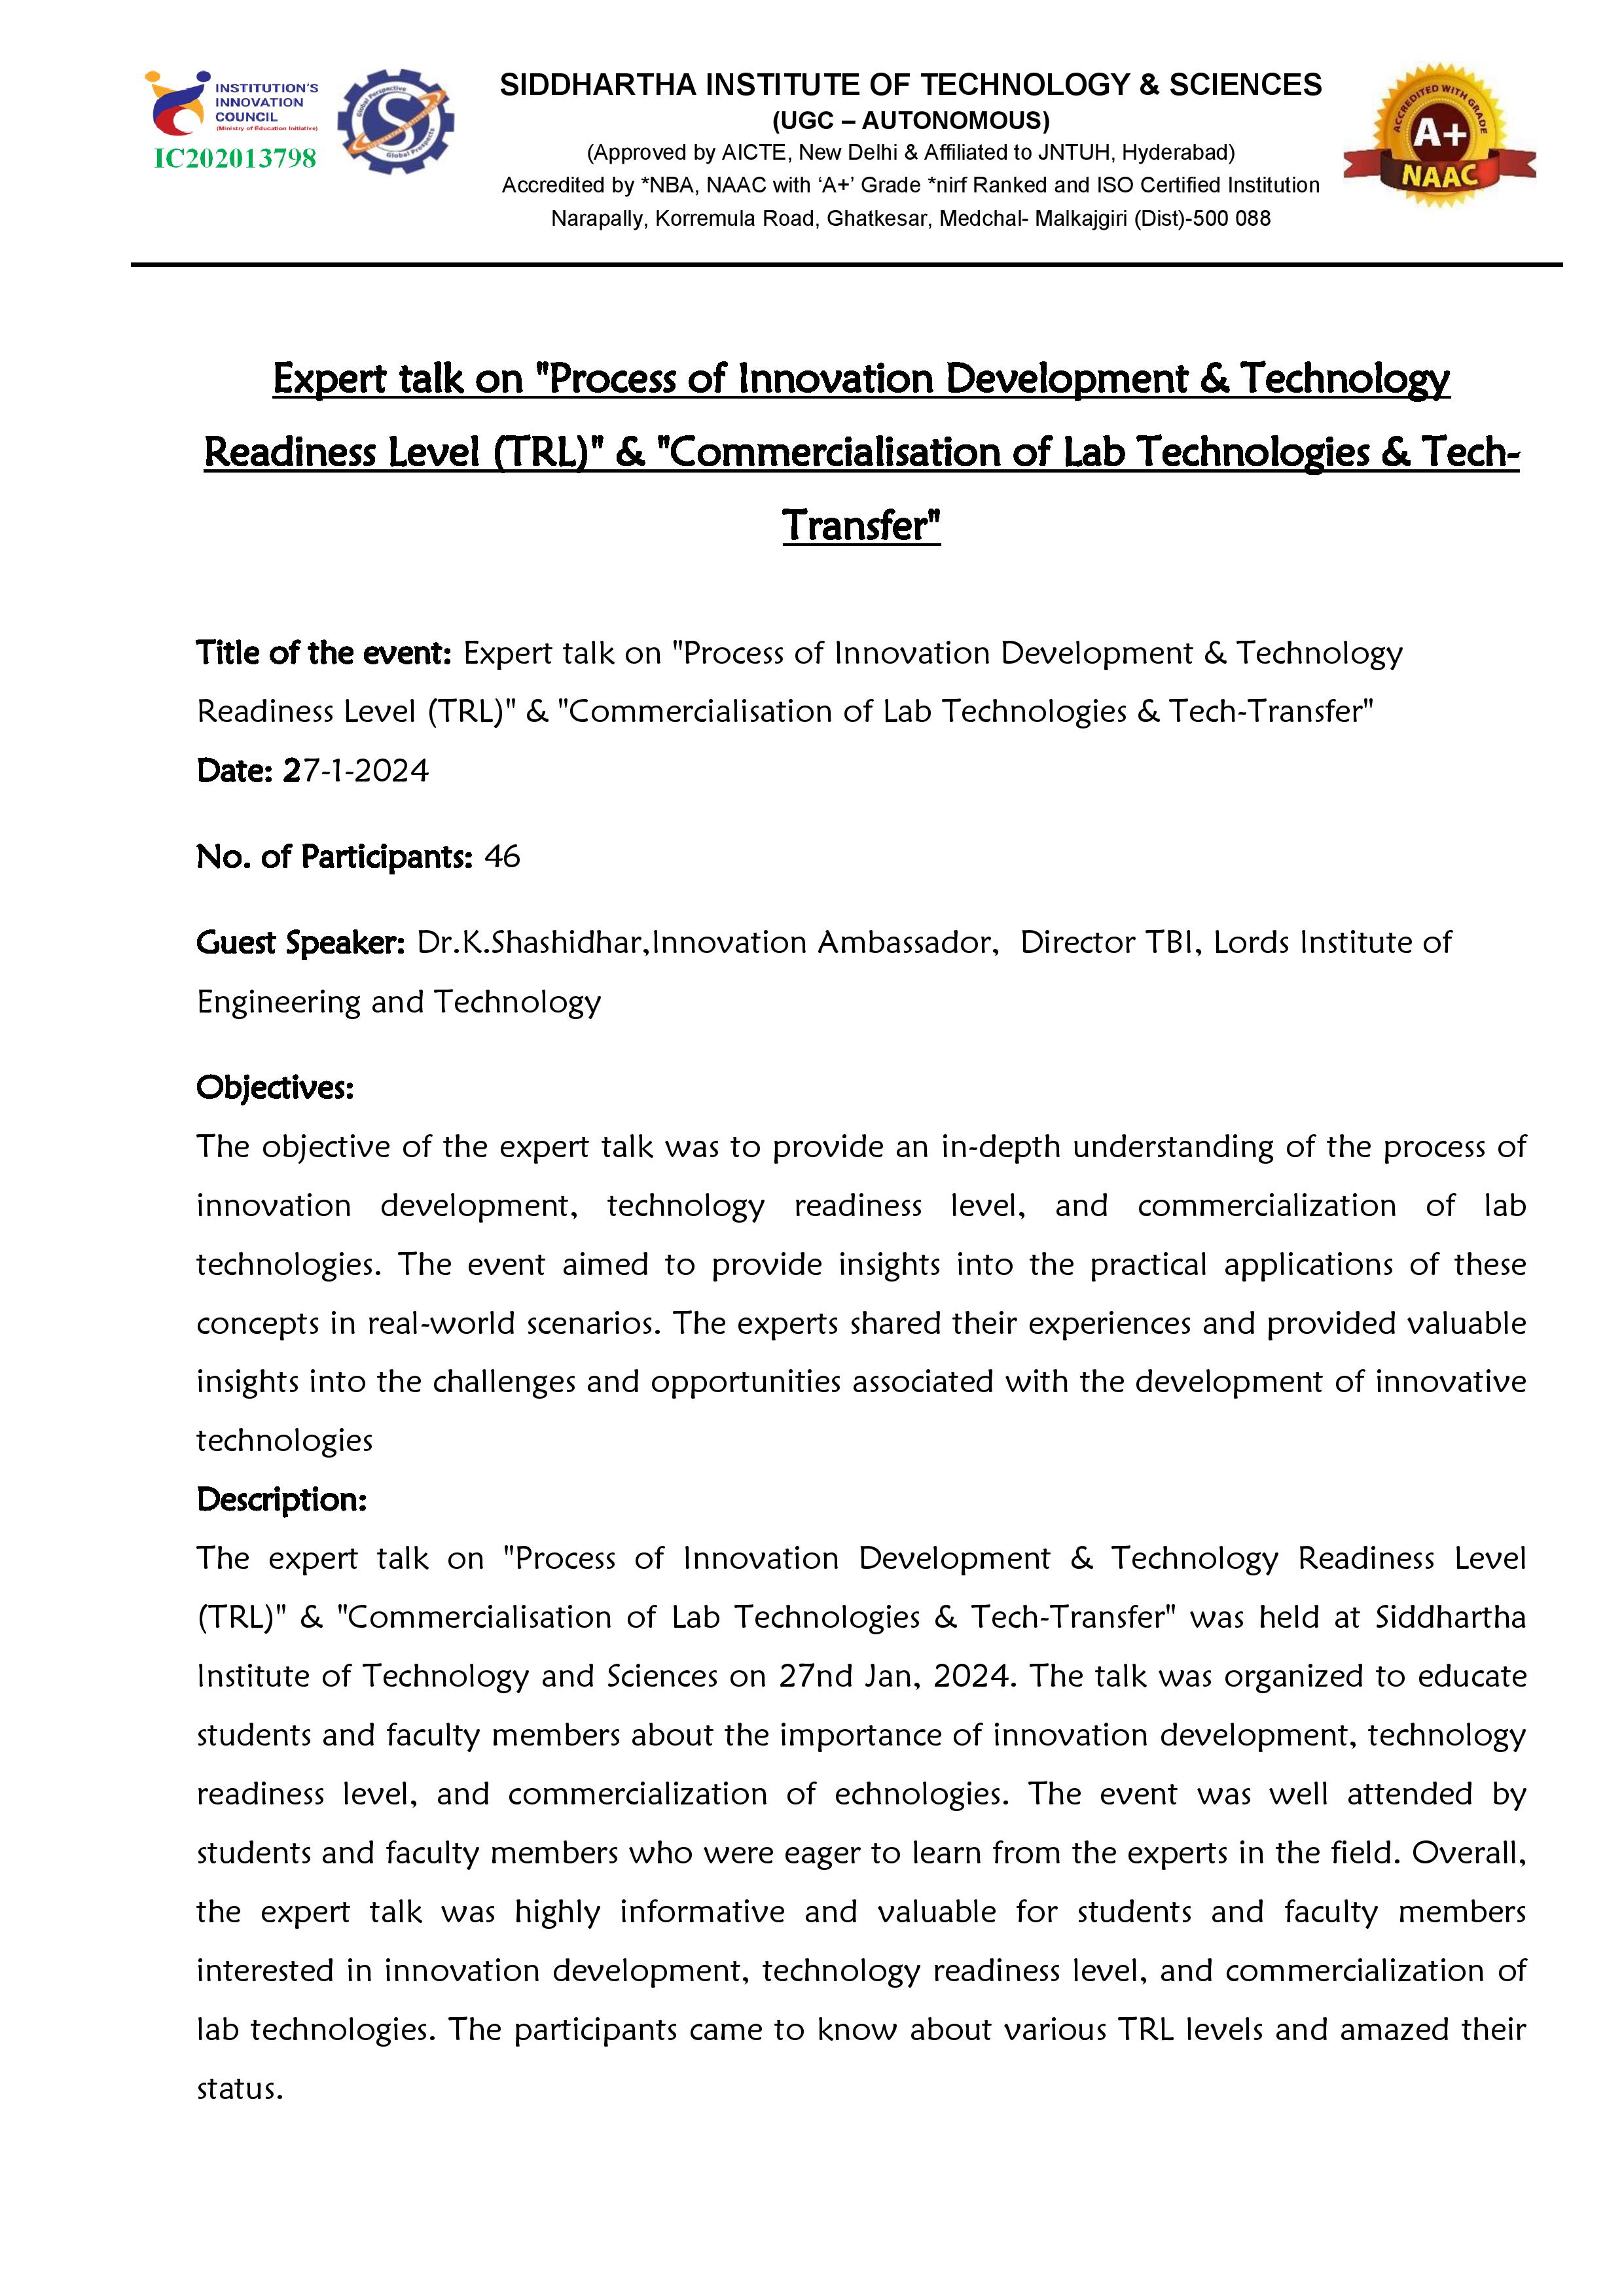 INSTITUTION'S
INNOVATION
COUNCIL
(Ministry of Education Initiative)
IC202013798
Global Perspective
S
Global Prospects
SIDDHARTHA INSTITUTE OF TECHNOLOGY & SCIENCES
(UGC – AUTONOMOUS)
(Approved by AICTE, New Delhi & Affiliated to JNTUH, Hyderabad)
Accredited by *NBA, NAAC with ‘A+’ Grade *nirf Ranked and ISO Certified Institution
Narapally, Korremula Road, Ghatkesar, Medchal- Malkajgiri (Dist)-500 088
ACCREDITED WITH GRADE
A+
NAAC
Expert talk on "Process of Innovation Development & Technology
Readiness Level (TRL)" & "Commercialisation of Lab Technologies & Tech-
Transfer"
Title of the event: Expert talk on "Process of Innovation Development & Technology
Readiness Level (TRL)" & "Commercialisation of Lab Technologies & Tech-Transfer"
Date: 27-1-2024
No. of Participants: 46
Guest Speaker: Dr.K.Shashidhar,Innovation Ambassador,  Director TBI, Lords Institute of
Engineering and Technology
Objectives:
The objective of the expert talk was to provide an in-depth understanding of the process of
innovation development, technology readiness level, and commercialization of lab
technologies. The event aimed to provide insights into the practical applications of these
concepts in real-world scenarios. The experts shared their experiences and provided valuable
insights into the challenges and opportunities associated with the development of innovative
technologies
Description:
The expert talk on "Process of Innovation Development & Technology Readiness Level
(TRL)" & "Commercialisation of Lab Technologies & Tech-Transfer" was held at Siddhartha
Institute of Technology and Sciences on 27nd Jan, 2024. The talk was organized to educate
students and faculty members about the importance of innovation development, technology
readiness level, and commercialization of echnologies. The event was well attended by
students and faculty members who were eager to learn from the experts in the field. Overall,
the expert talk was highly informative and valuable for students and faculty members
interested in innovation development, technology readiness level, and commercialization of
lab technologies. The participants came to know about various TRL levels and amazed their
status.